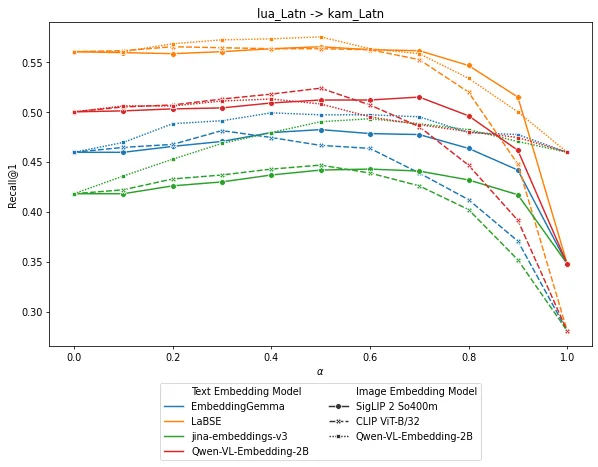 lua_Latn -> kam_Latn
Recall@1
0.55
0.50
0.45
0.40
0.35
0.30
0.0
0.2
0.4
0.6
0.8
1.0
α
Text Embedding Model
EmbeddingGemma
LaBSE
jina-embeddings-v3
Qwen-VL-Embedding-2B
Image Embedding Model
SigLIP 2 So400m
CLIP ViT-B/32
Qwen-VL-Embedding-2B